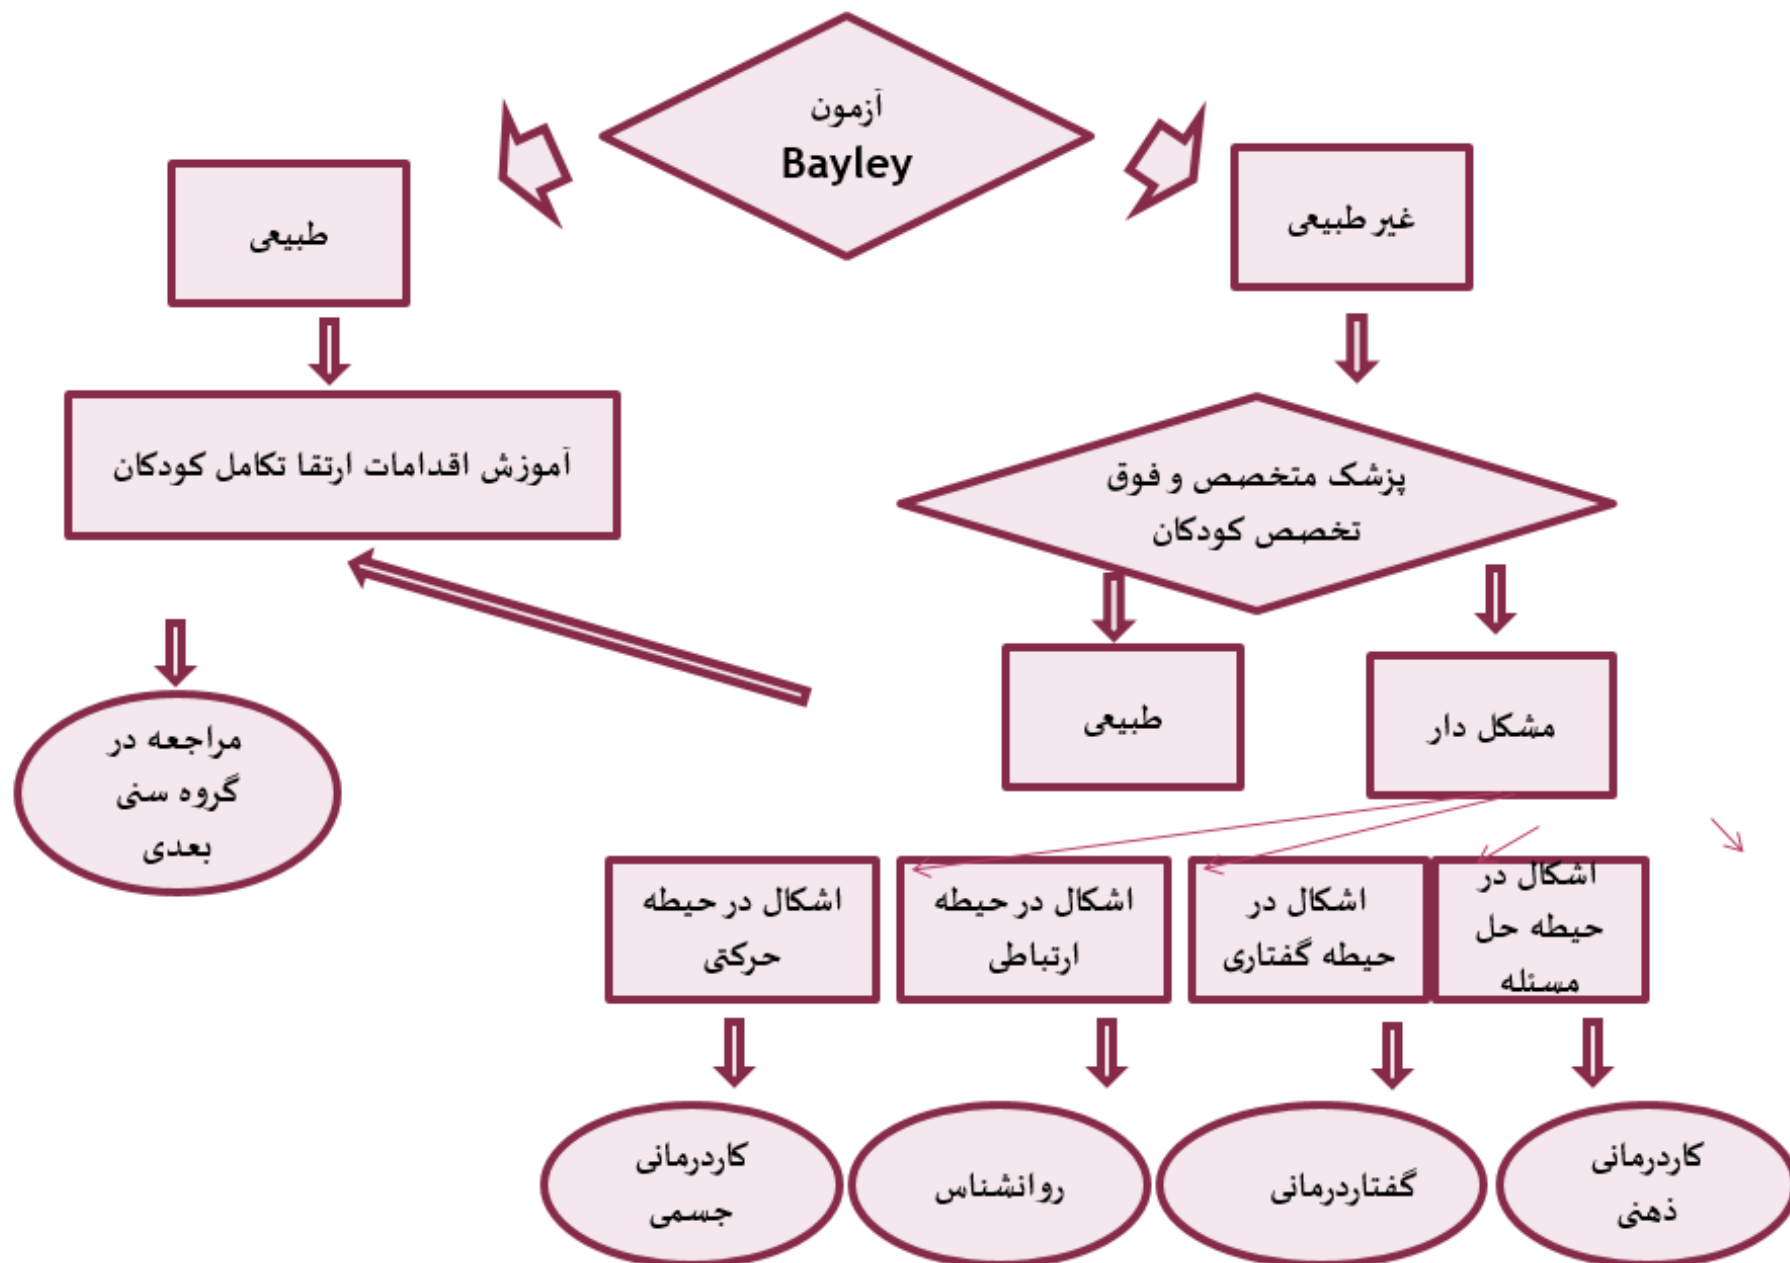 آزمون
Bayley
غیر طبیعی
طبیعی
پزشک متخصص و فوق
تخصص کودکان
آموزش اقدامات ارتقا تکامل کودکان
مشکل دار
طبیعی
مراجعه در
گروه سنی
بعدی
اشکال در
حیطه حل
مسئله
اشکال در
حیطه گفتاری
اشکال در حیطه
ارتباطی
اشکال در حیطه
حرکتی
کاردرمانی
ذهنی
گفتاردرمانی
روانشناس
کاردرمانی
جسمی